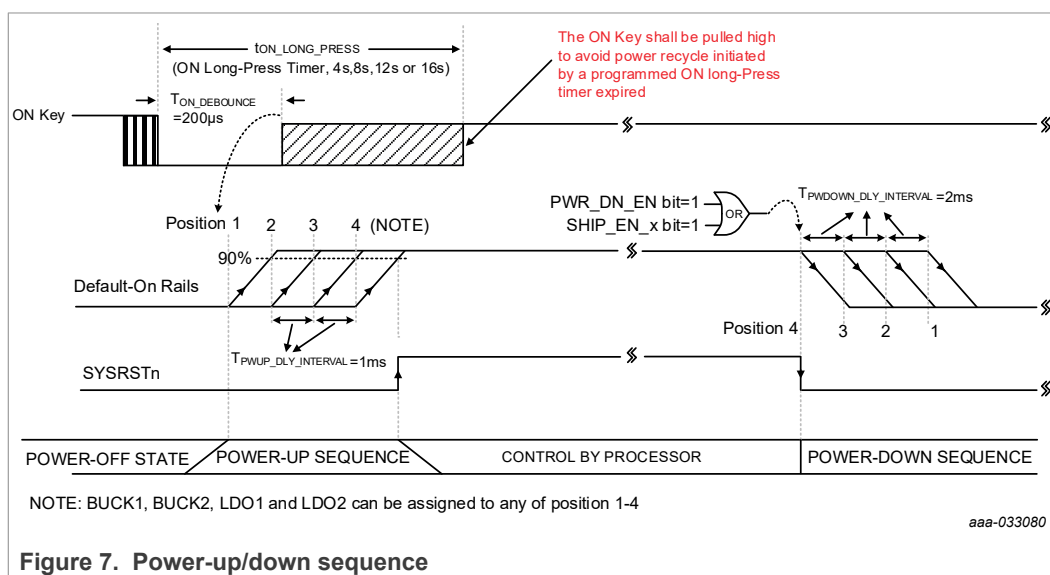 tON_LONG_PRESS
(ON Long-Press Timer, 4s,8s,12s or 16s)
The ON Key shall be pulled high
to avoid power recycle initiated
by a programmed ON long-Press
timer expired
TON_DEBOUNCE
=200µs
ON Key
PWR_DN_EN bit=1
SHIP_EN_x bit=1
OR
TPWDOWN_DLY_INTERVAL =2ms
Position 1 2 3 4 (NOTE)
90%
Default-On Rails
Position 4 3 2 1
TPWUP_DLY_INTERVAL =1ms
SYSRSTn
POWER-OFF STATE POWER-UP SEQUENCE CONTROL BY PROCESSOR POWER-DOWN SEQUENCE
NOTE: BUCK1, BUCK2, LDO1 and LDO2 can be assigned to any of position 1-4
aaa-033080
Figure 7. Power-up/down sequence